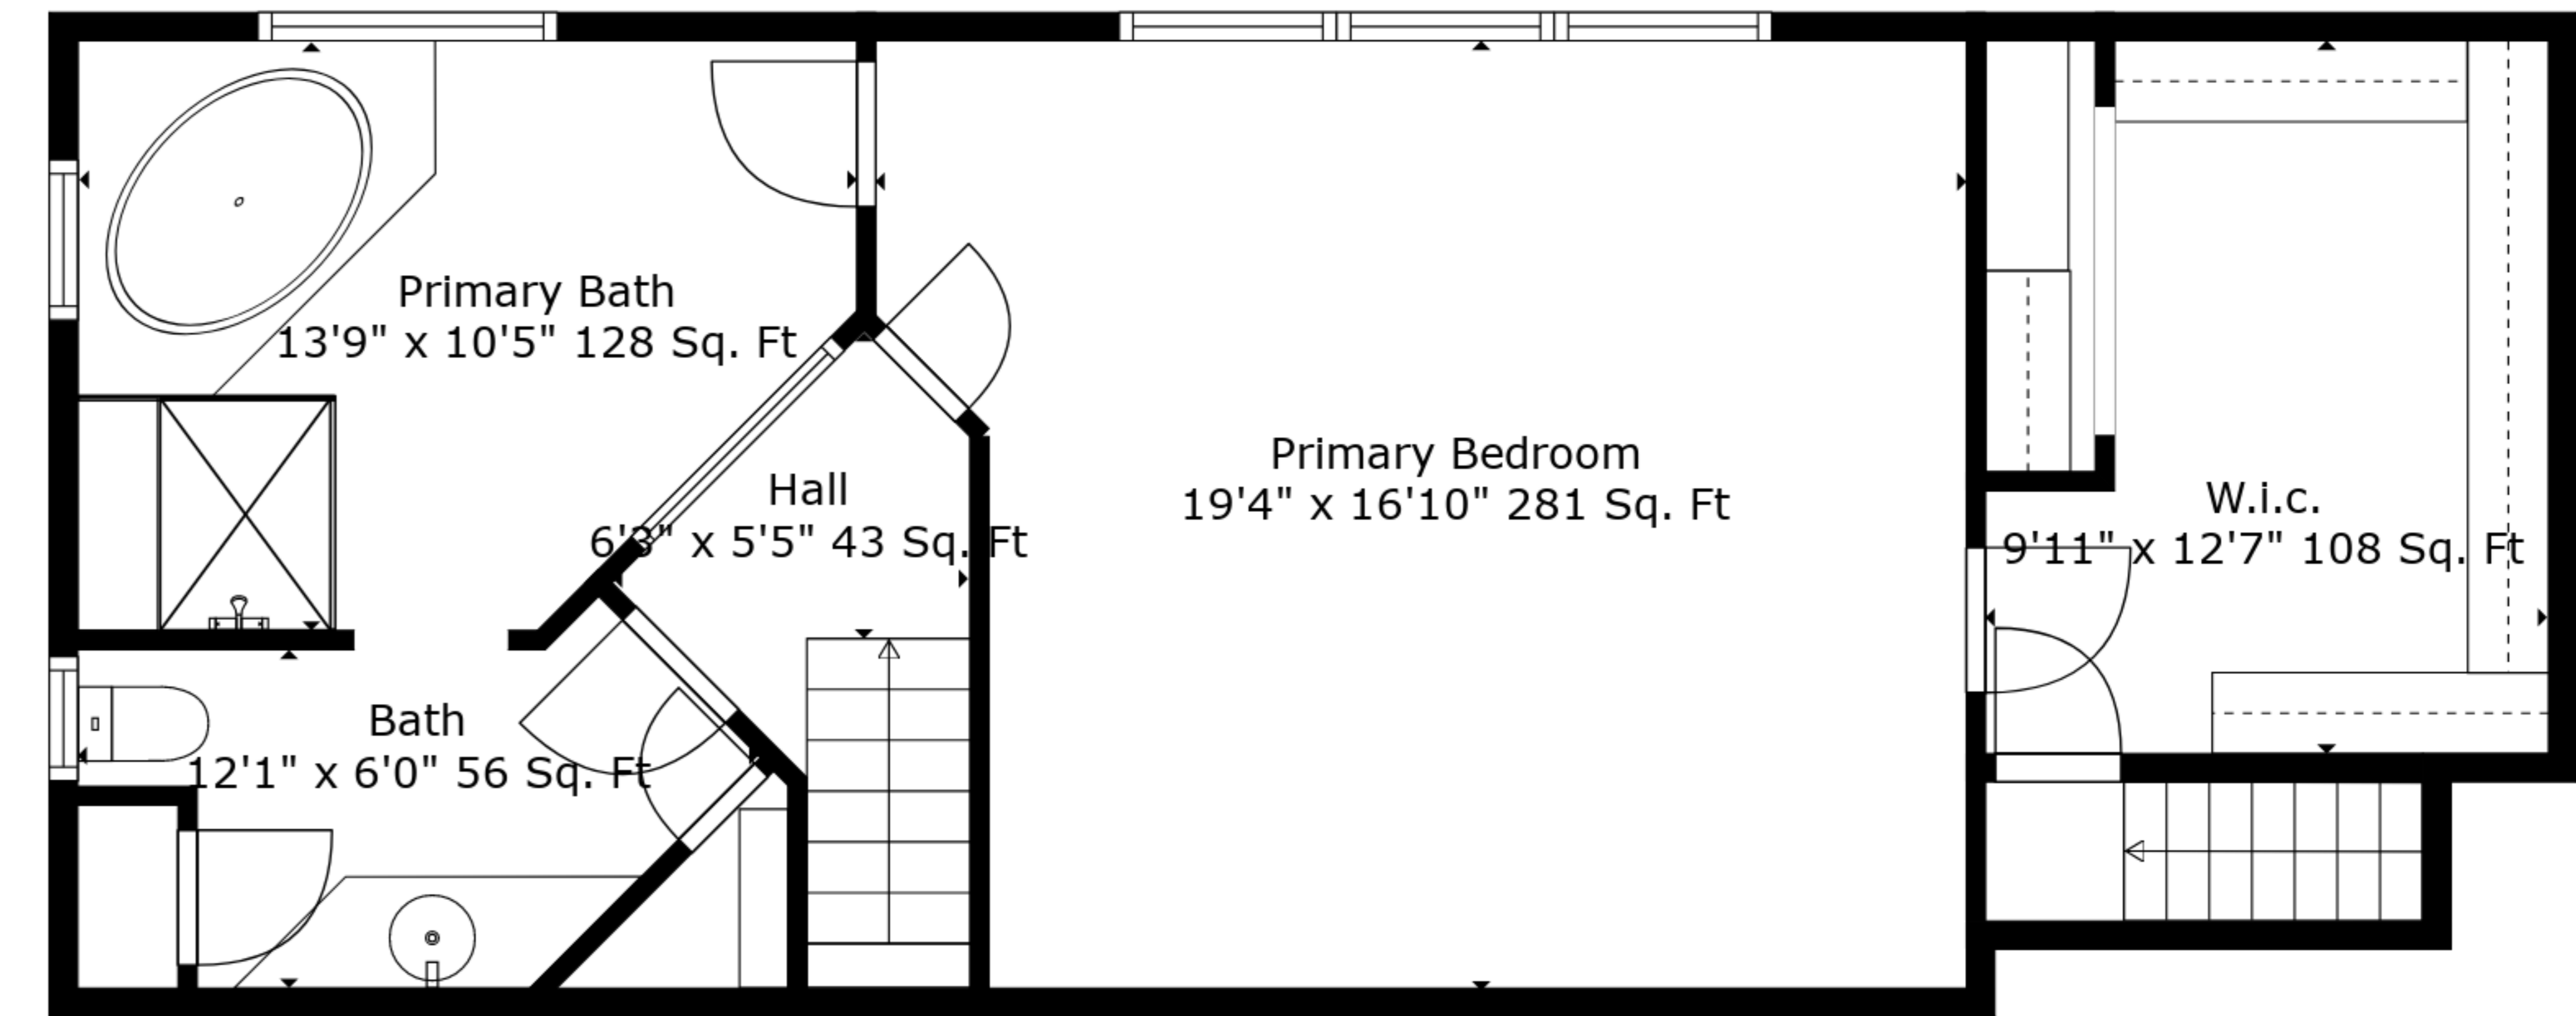 Primary Bath
13'9" x 10'5" 128 Sq. Ft
Hall
6'3" x 5'5" 43 Sq. Ft
Primary Bedroom
19'4" x 16'10" 281 Sq. Ft
W.i.c.
9'11" x 12'7" 108 Sq. Ft
Bath
12'1" x 6'0" 56 Sq. Ft